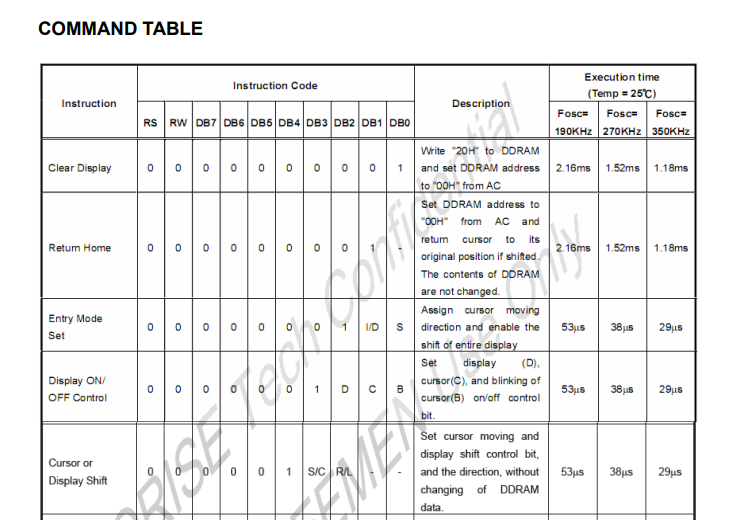 COMMAND TABLE
Instruction
Instruction Code
Description
Execution time
(Temp = 25℃)
RS RW DB7 DB6 DB5 DB4 DB3 DB2 DB1 DB0
Fosc= 190KHz
Fosc= 270KHz
Fosc= 350KHz
Clear Display 0 0 0 0 0 0 0 0 0 1
Write "20H" to DDRAM
and set DDRAM address
to "00H" from AC
2.16ms 1.52ms 1.18ms
Return Home 0 0 0 0 0 0 0 0 1 -
Set DDRAM address to
"00H" from AC and
return cursor to its
original position if shifted.
The contents of DDRAM
are not changed.
2.16ms 1.52ms 1.18ms
Entry Mode
Set
0 0 0 0 0 0 0 1 I/D S
Assign cursor moving
direction and enable the
shift of entire display
53μs 38μs 29μs
Display ON/
OFF Control
0 0 0 0 0 0 1 D C B
Set display (D),
cursor(C), and blinking of
cursor(B) on/off control
bit.
53μs 38μs 29μs
Cursor or
Display Shift
0 0 0 0 0 1 S/C R/L - -
Set cursor moving and
display shift control bit,
and the direction, without
changing of DDRAM
data.
53μs 38μs 29μs
RISE Tech Confidential
EEMEN Use Only